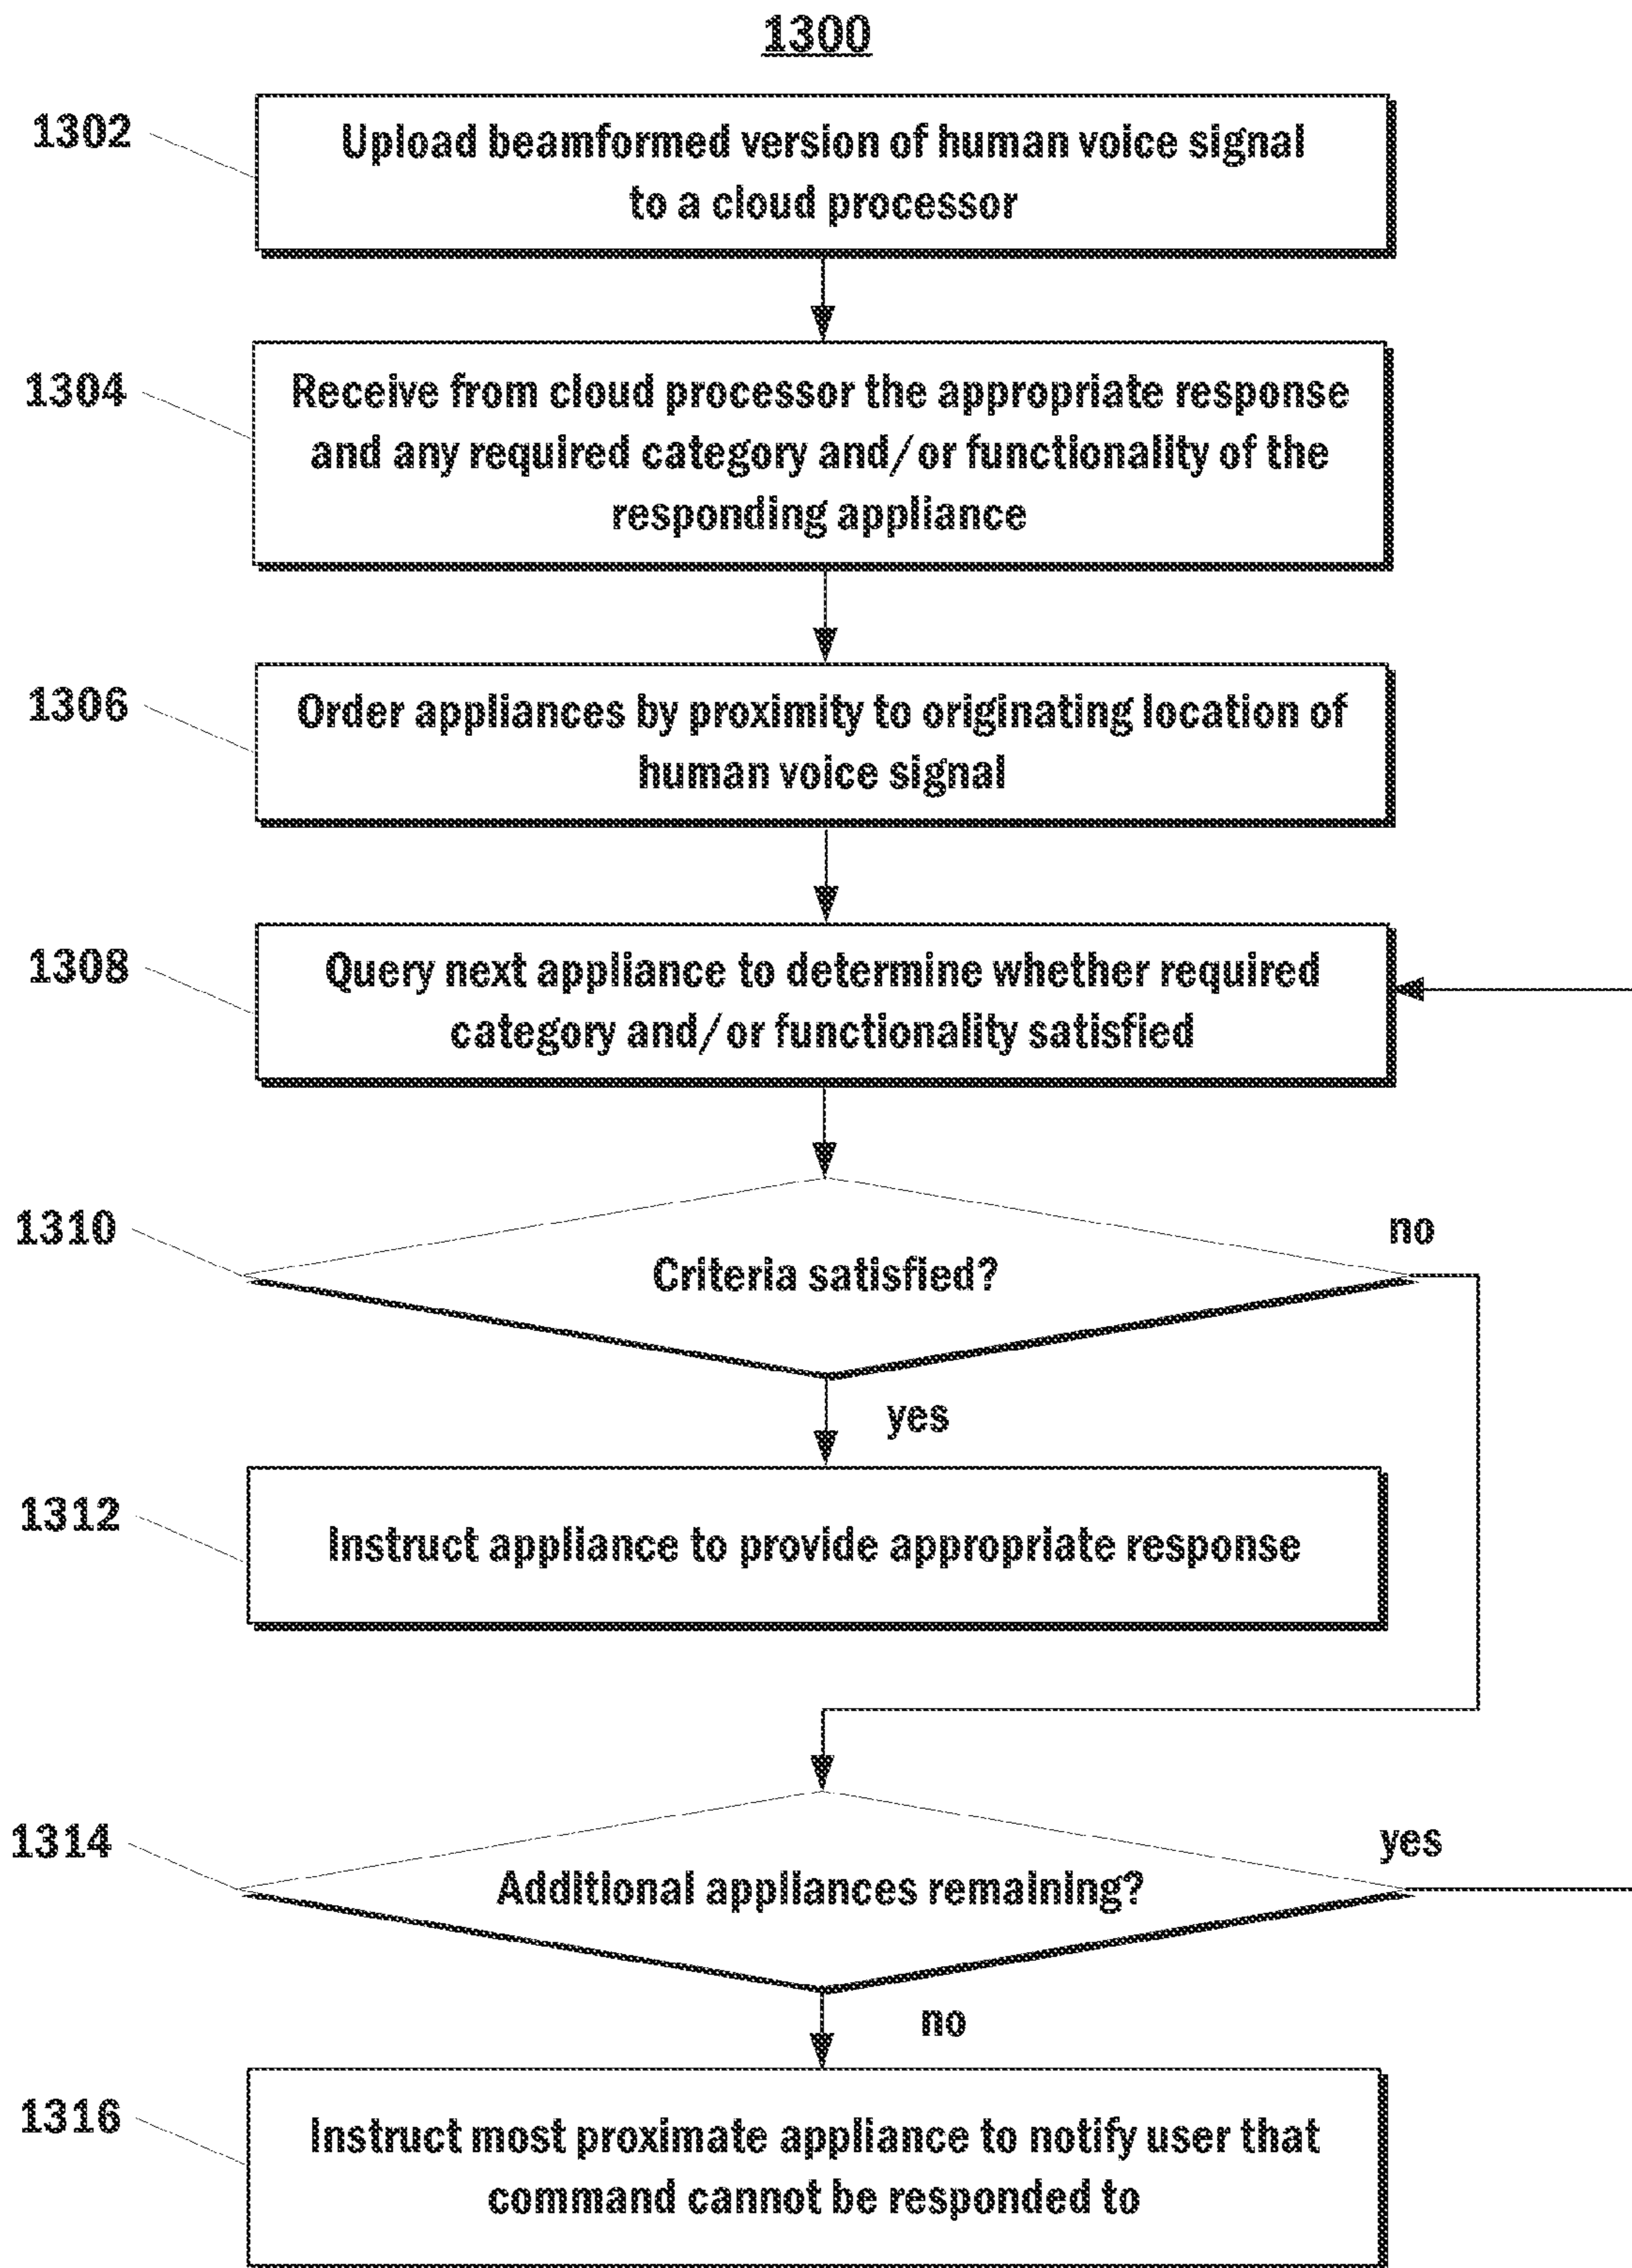 1300
1302
Upload beamformed version of human voice signal
to a cloud processor
1304
Receive from cloud processor the appropriate response
and any required category and/or functionality of the
responding appliance
1306
Order appliances by proximity to originating location of
human voice signal
1308
Query next appliance to determine whether required
category and/or functionality satisfied
1310
no
Criteria satisfied?
yes
1312
Instruct appliance to provide appropriate response
1314
yes
Additional appliances remaining?
no
1316
Instruct most proximate appliance to notify user that
command cannot be responded to